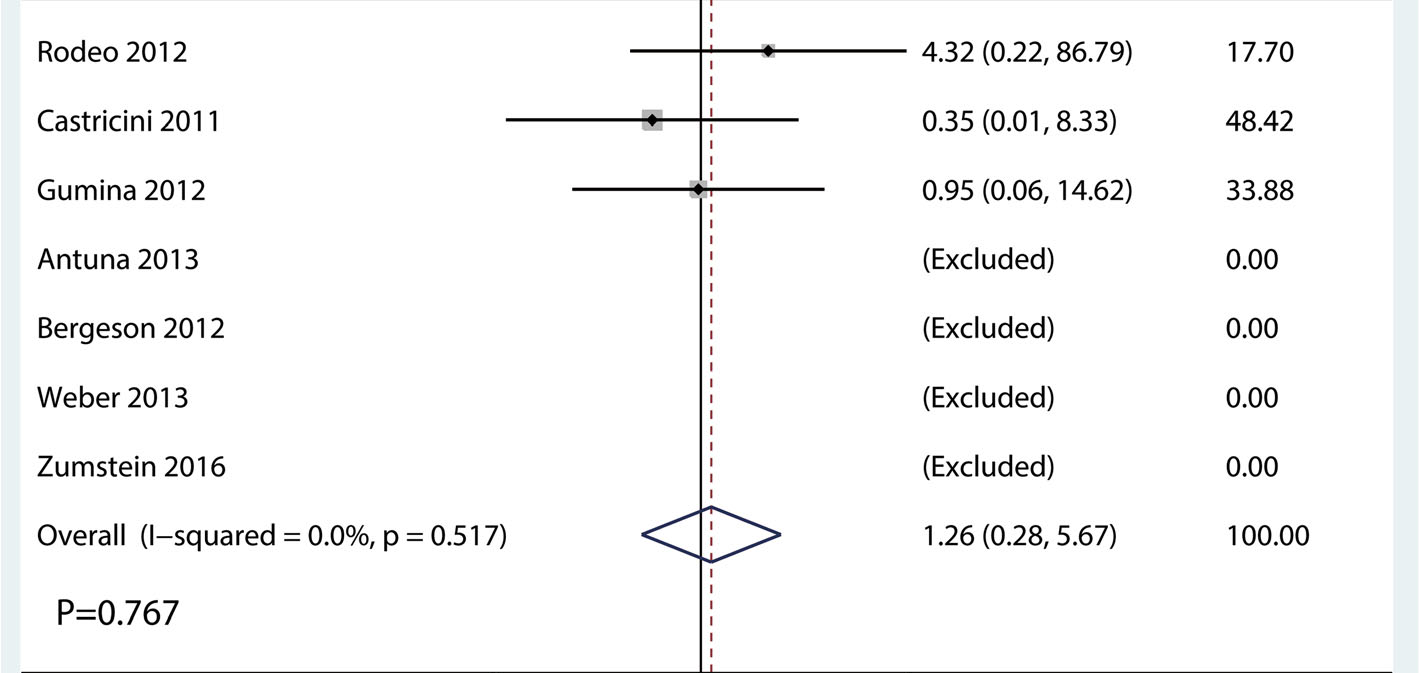 Rodeo 2012 4.32 (0.22, 86.79) 17.70
Castricini 2011 0.35 (0.01, 8.33) 48.42
Gumina 2012 0.95 (0.06, 14.62) 33.88
Antuna 2013 (Excluded) 0.00
Bergeson 2012 (Excluded) 0.00
Weber 2013 (Excluded) 0.00
Zumstein 2016 (Excluded) 0.00
Overall (I−squared = 0.0%, p = 0.517) 1.26 (0.28, 5.67) 100.00
P=0.767